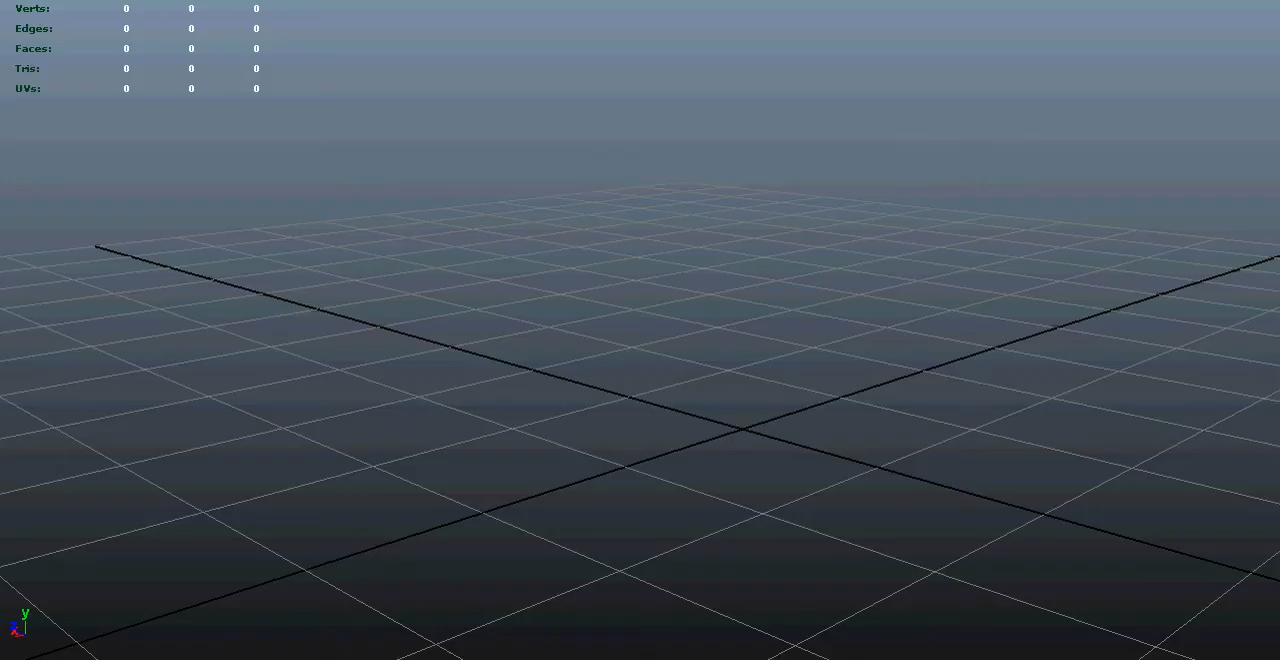 Verts: 0 0 0
Edges: 0 0 0
Faces: 0 0 0
Tris: 0 0 0
UVs: 0 0 0
y
z
x